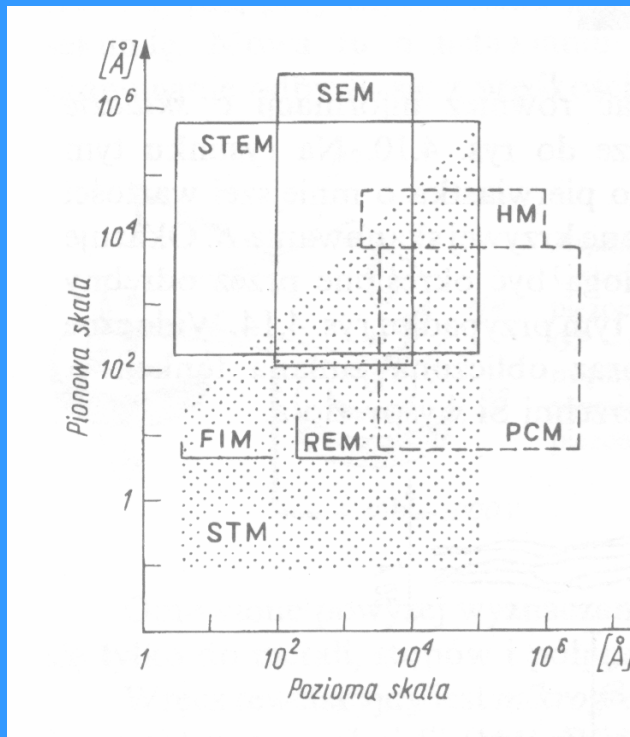 [Å]
10⁶
SEM
STEM
HM
10⁴
Pionowa skala
10²
FIM
REM
PCM
1
STM
1
10²
10⁴
10⁶
[Å]
Pozioma skala